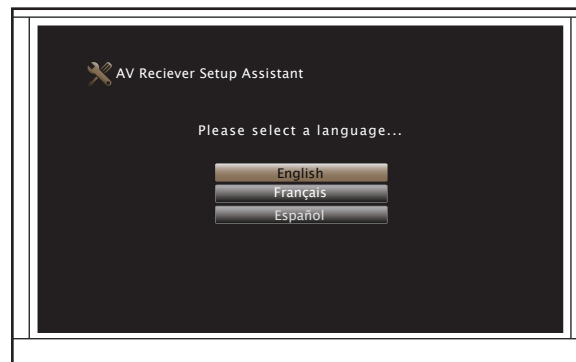 AV Reciever Setup Assistant
Please select a language...
English
Français
Español